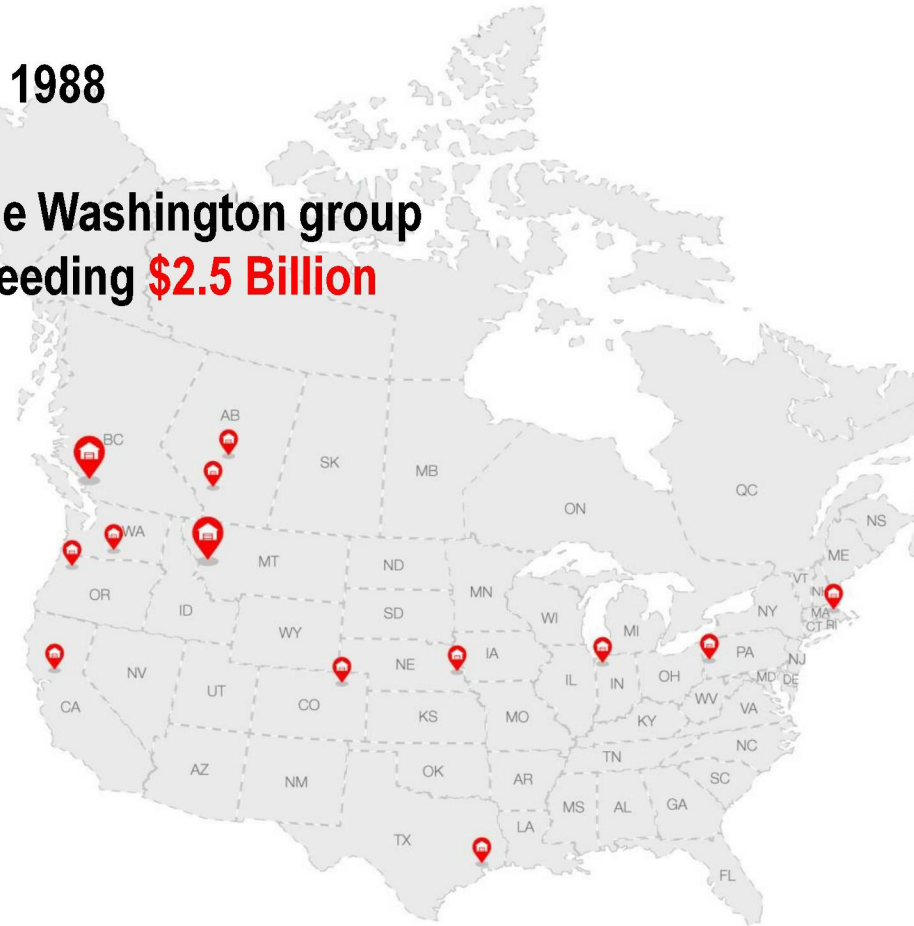 1988
e Washington group
eeding $2.5 Billion
AB
BC
SK
MB
ON
QC
NS
WA
MT
ND
MN
ME
VT
NH
OR
ID
SD
WI
MI
NY
MA
CT RI
WY
NE
IA
PA
NJ
NV
UT
CO
IL
IN
OH
MD DE
WV
CA
KS
MO
KY
VA
AZ
NM
OK
AR
TN
NC
SC
MS
AL
GA
TX
LA
FL